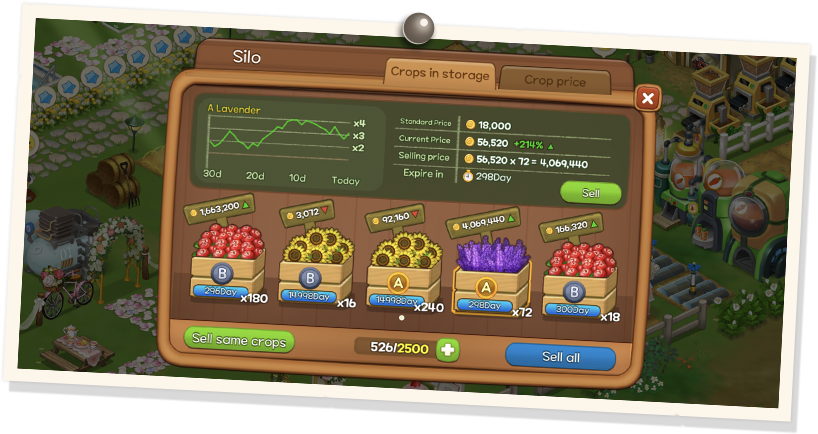 Silo
Crops in storage
Crop price
A Lavender
x4
x3
x2
30d 20d 10d Today
Standard Price 18,000
Current Price 56,520 +214%
Selling price 56,520 x 72 = 4,069,440
Expire in 298Day
Sell
1,663,200
3,072
92,160
4,069,440
166,320
B
B
A
A
B
296Day
14998Day
14998Day
298Day
300Day
x180
x16
x240
x72
x18
Sell same crops
526/2500
Sell all